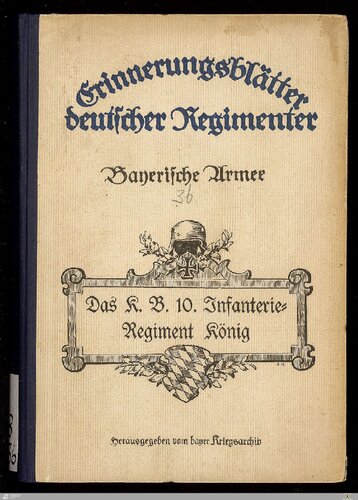 Erinnerungsblätter
deutscher Regimenter
Bayerische Armee
36
Das K. B. 10. Infanterie-
Regiment König
Herausgegeben vom bayer. Kriegsarchiv